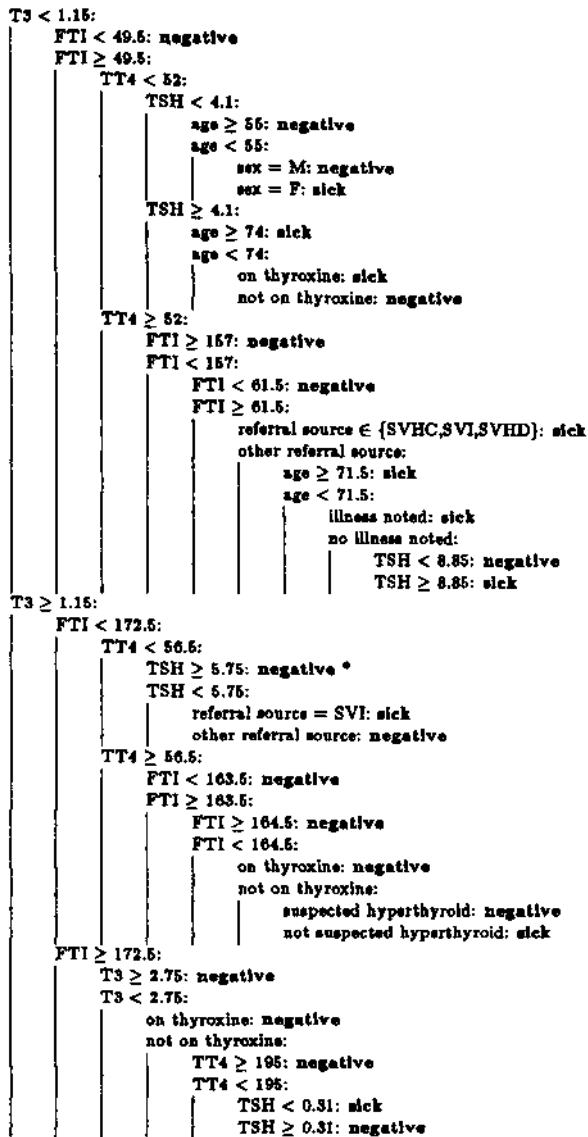 T3 < 1.15:
FTI < 49.5: negative
FTI ≥ 49.5:
TT4 < 52:
TSH < 4.1:
age ≥ 55: negative
age < 55:
sex = M: negative
sex = F: sick
TSH ≥ 4.1:
age ≥ 74: sick
age < 74:
on thyroxine: sick
not on thyroxine: negative
TT4 ≥ 52:
FTI ≥ 157: negative
FTI < 157:
FTI < 61.5: negative
FTI ≥ 61.5:
referral source ∈ {SVHC,SVI,SVHD}: sick
other referral source:
age ≥ 71.5: sick
age < 71.5:
illness noted: sick
no illness noted:
TSH < 8.85: negative
TSH ≥ 8.85: sick
T3 ≥ 1.15:
FTI < 172.5:
TT4 < 56.5:
TSH ≥ 5.75: negative *
TSH < 5.75:
referral source = SVI: sick
other referral source: negative
TT4 ≥ 56.5:
FTI < 163.5: negative
FTI ≥ 163.5:
FTI ≥ 164.5: negative
FTI < 164.5:
on thyroxine: negative
not on thyroxine:
suspected hyperthyroid: negative
not suspected hyperthyroid: sick
FTI ≥ 172.5:
T3 ≥ 2.75: negative
T3 < 2.75:
on thyroxine: negative
not on thyroxine:
TT4 ≥ 195: negative
TT4 < 195:
TSH < 0.31: sick
TSH ≥ 0.31: negative